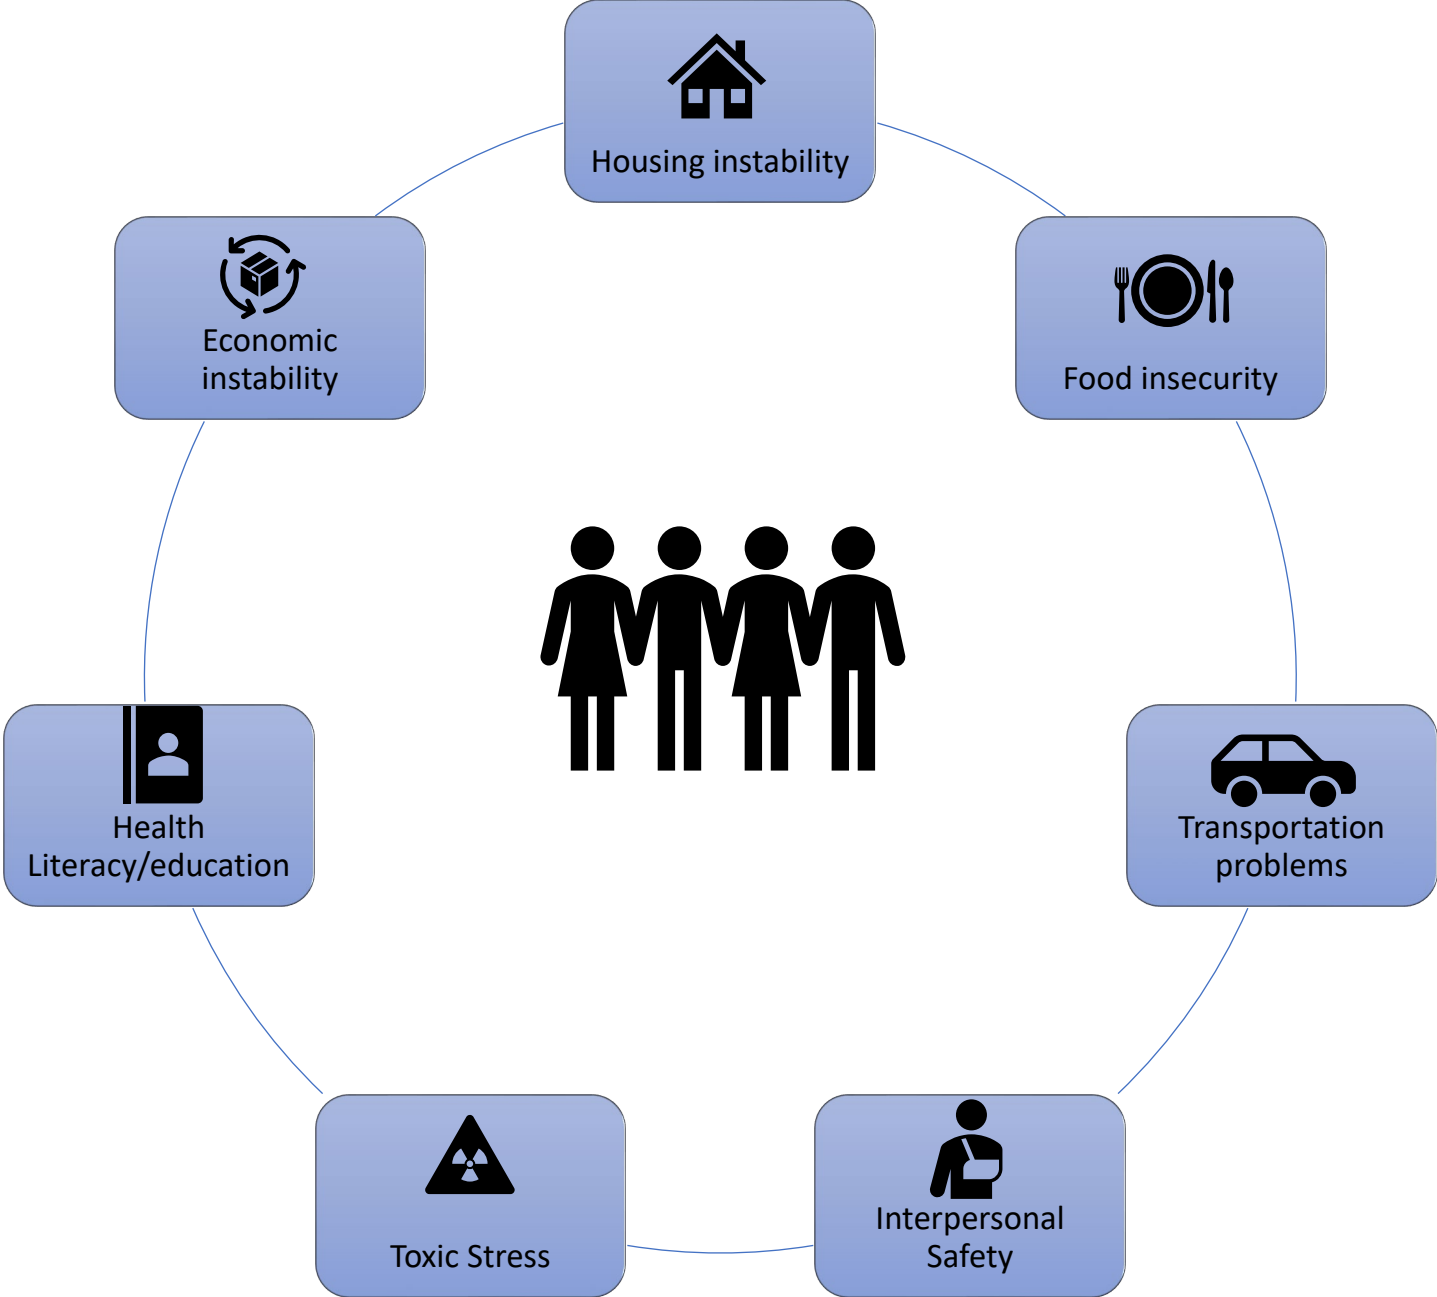 Housing instability
Food insecurity
Transportation
problems
Interpersonal
Safety
Toxic Stress
Health
Literacy/education
Economic
instability